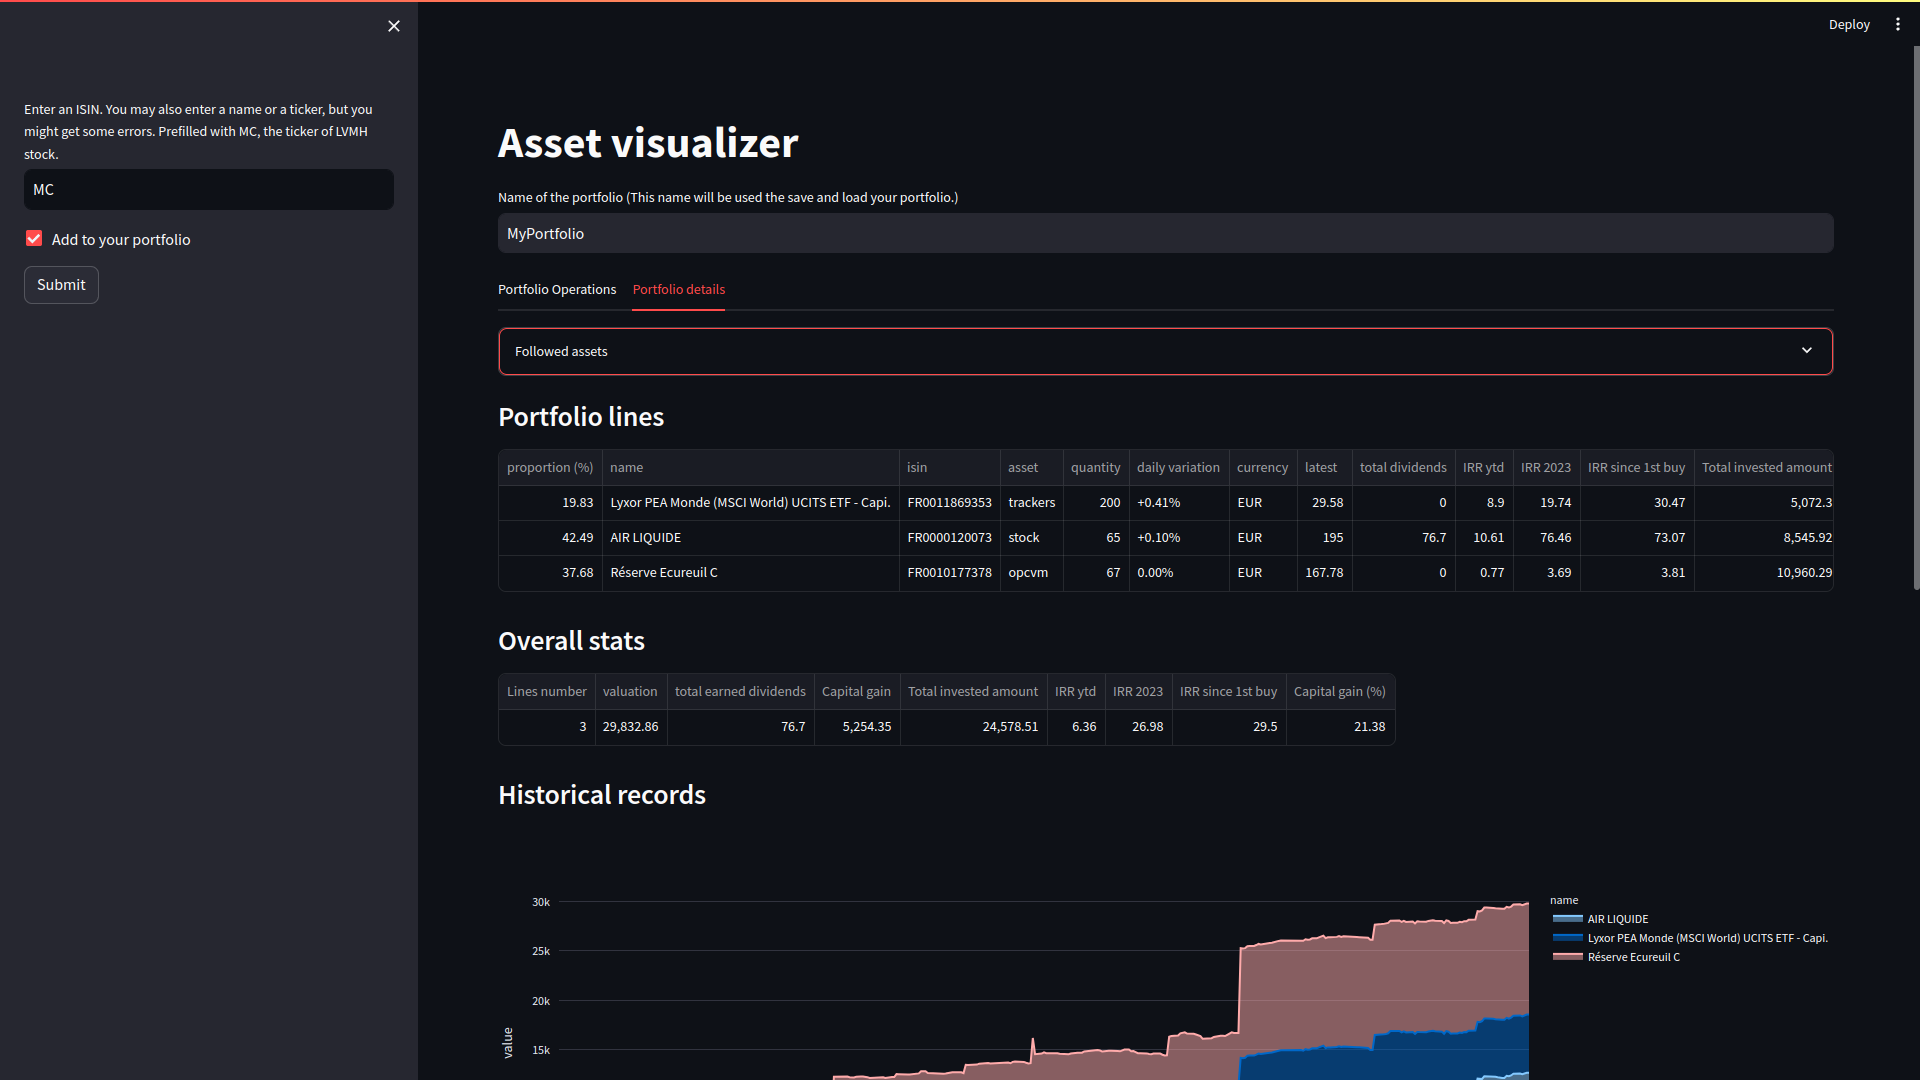 Deploy
Enter an ISIN. You may also enter a name or a ticker, but you
might get some errors. Prefilled with MC, the ticker of LVMH
stock.
MC
Add to your portfolio
Submit
Asset visualizer
Name of the portfolio (This name will be used the save and load your portfolio.)
MyPortfolio
Portfolio Operations Portfolio details
Followed assets
Portfolio lines
proportion (%) name isin asset quantity daily variation currency latest total dividends IRR ytd IRR 2023 IRR since 1st buy Total invested amount
19.83 Lyxor PEA Monde (MSCI World) UCITS ETF - Capi. FR0011869353 trackers 200 +0.41% EUR 29.58 0 8.9 19.74 30.47 5,072.3
42.49 AIR LIQUIDE FR0000120073 stock 65 +0.10% EUR 195 76.7 10.61 76.46 73.07 8,545.92
37.68 Réserve Ecureuil C FR0010177378 opcvm 67 0.00% EUR 167.78 0 0.77 3.69 3.81 10,960.29
Overall stats
Lines number valuation total earned dividends Capital gain Total invested amount IRR ytd IRR 2023 IRR since 1st buy Capital gain (%)
3 29,832.86 76.7 5,254.35 24,578.51 6.36 26.98 29.5 21.38
Historical records
30k
25k
20k
15k
value
name
AIR LIQUIDE
Lyxor PEA Monde (MSCI World) UCITS ETF - Capi.
Réserve Ecureuil C